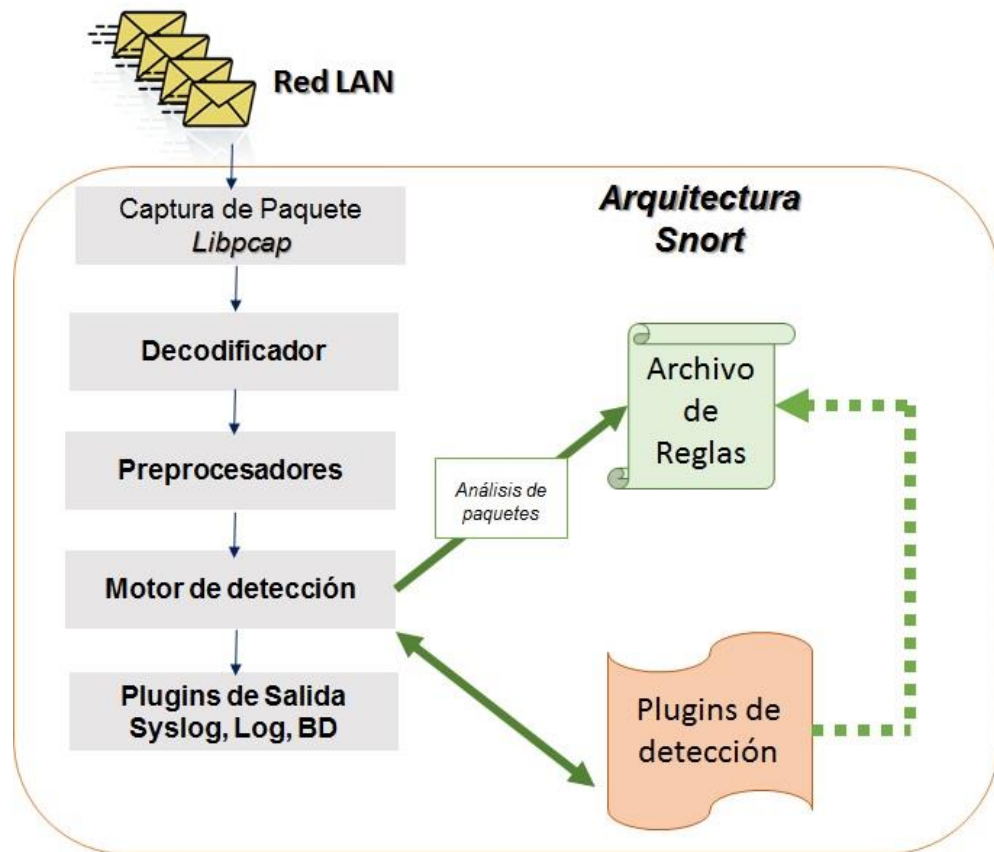 Red LAN
Arquitectura
Snort
Captura de Paquete
Libpcap
Decodificador
Preprocesadores
Motor de detección
Plugins de Salida
Syslog, Log, BD
Análisis de
paquetes
Archivo
de
Reglas
Plugins de
detección